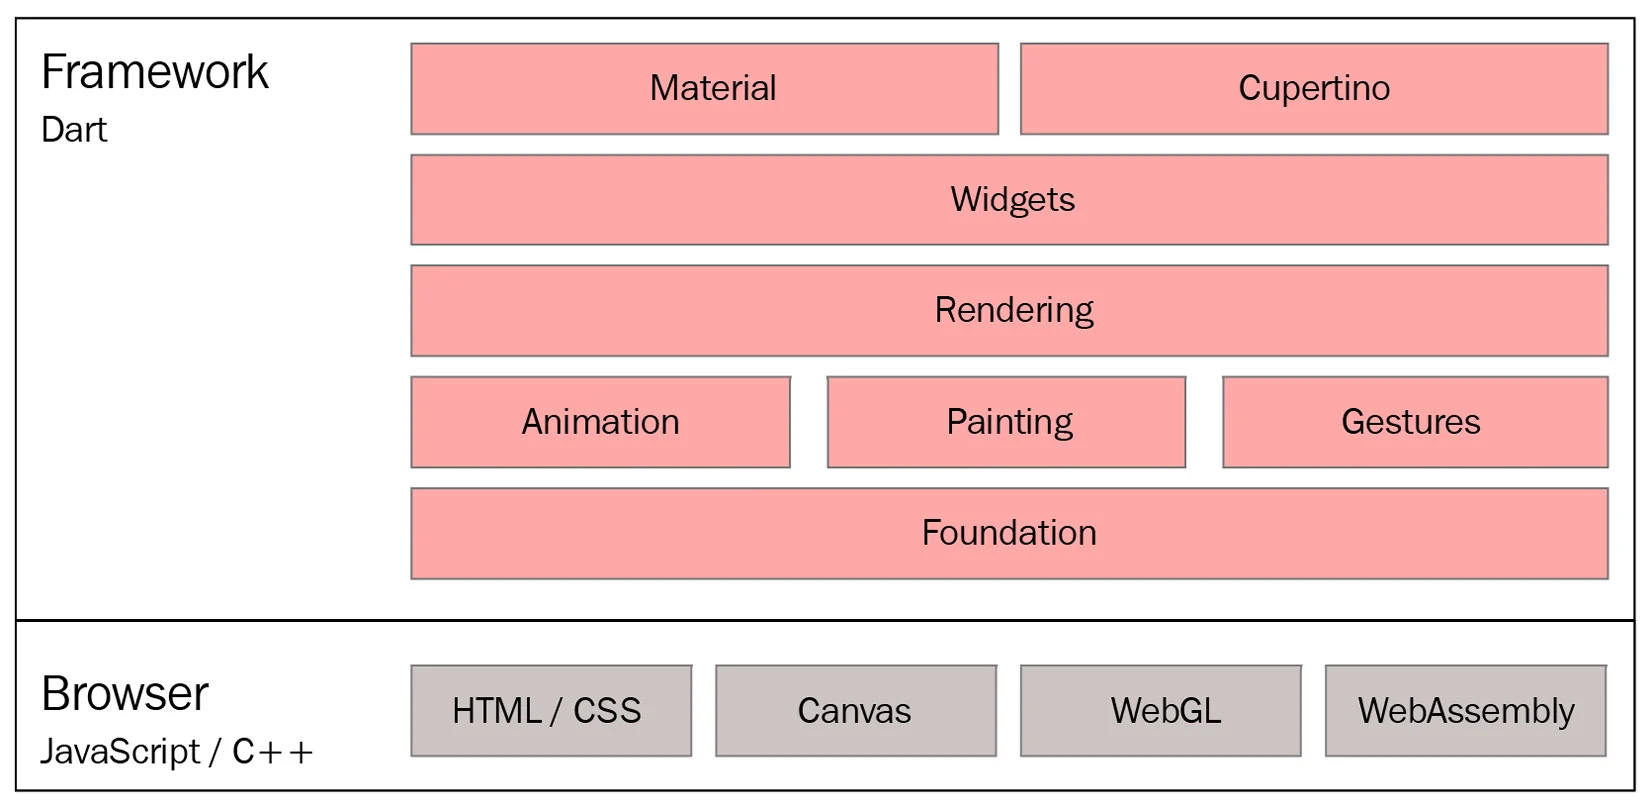 Framework
Dart
Material
Cupertino
Widgets
Rendering
Animation
Painting
Gestures
Foundation
Browser
JavaScript / C++
HTML / CSS
Canvas
WebGL
WebAssembly